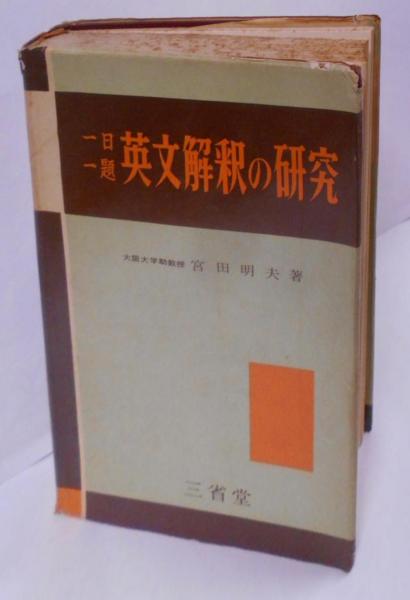 一日一題 英文解釈の研究
大阪大学助教授 宮田明夫著
三省堂